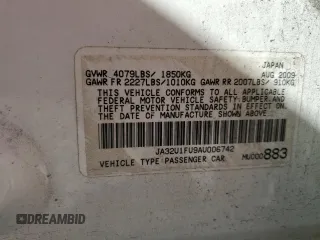 JAPAN
GVWR 4079LBS/ 1850KG AUG 2009
GAWR FR 2227LBS/1010KG GAWR RR 2007LBS/ 910KG
THIS VEHICLE CONFORMS TO ALL APPLICABLE
FEDERAL MOTOR VEHICLE SAFETY,BUMPER,AND
THEFT PREVENTION STANDARDS IN EFFECT ON
THE DATE OF MANUFACTURE SHOWN ABOVE.
JA32U1FU9AU006742
VEHICLE TYPE:PASSENGER CAR MU000883
© DREAMBID